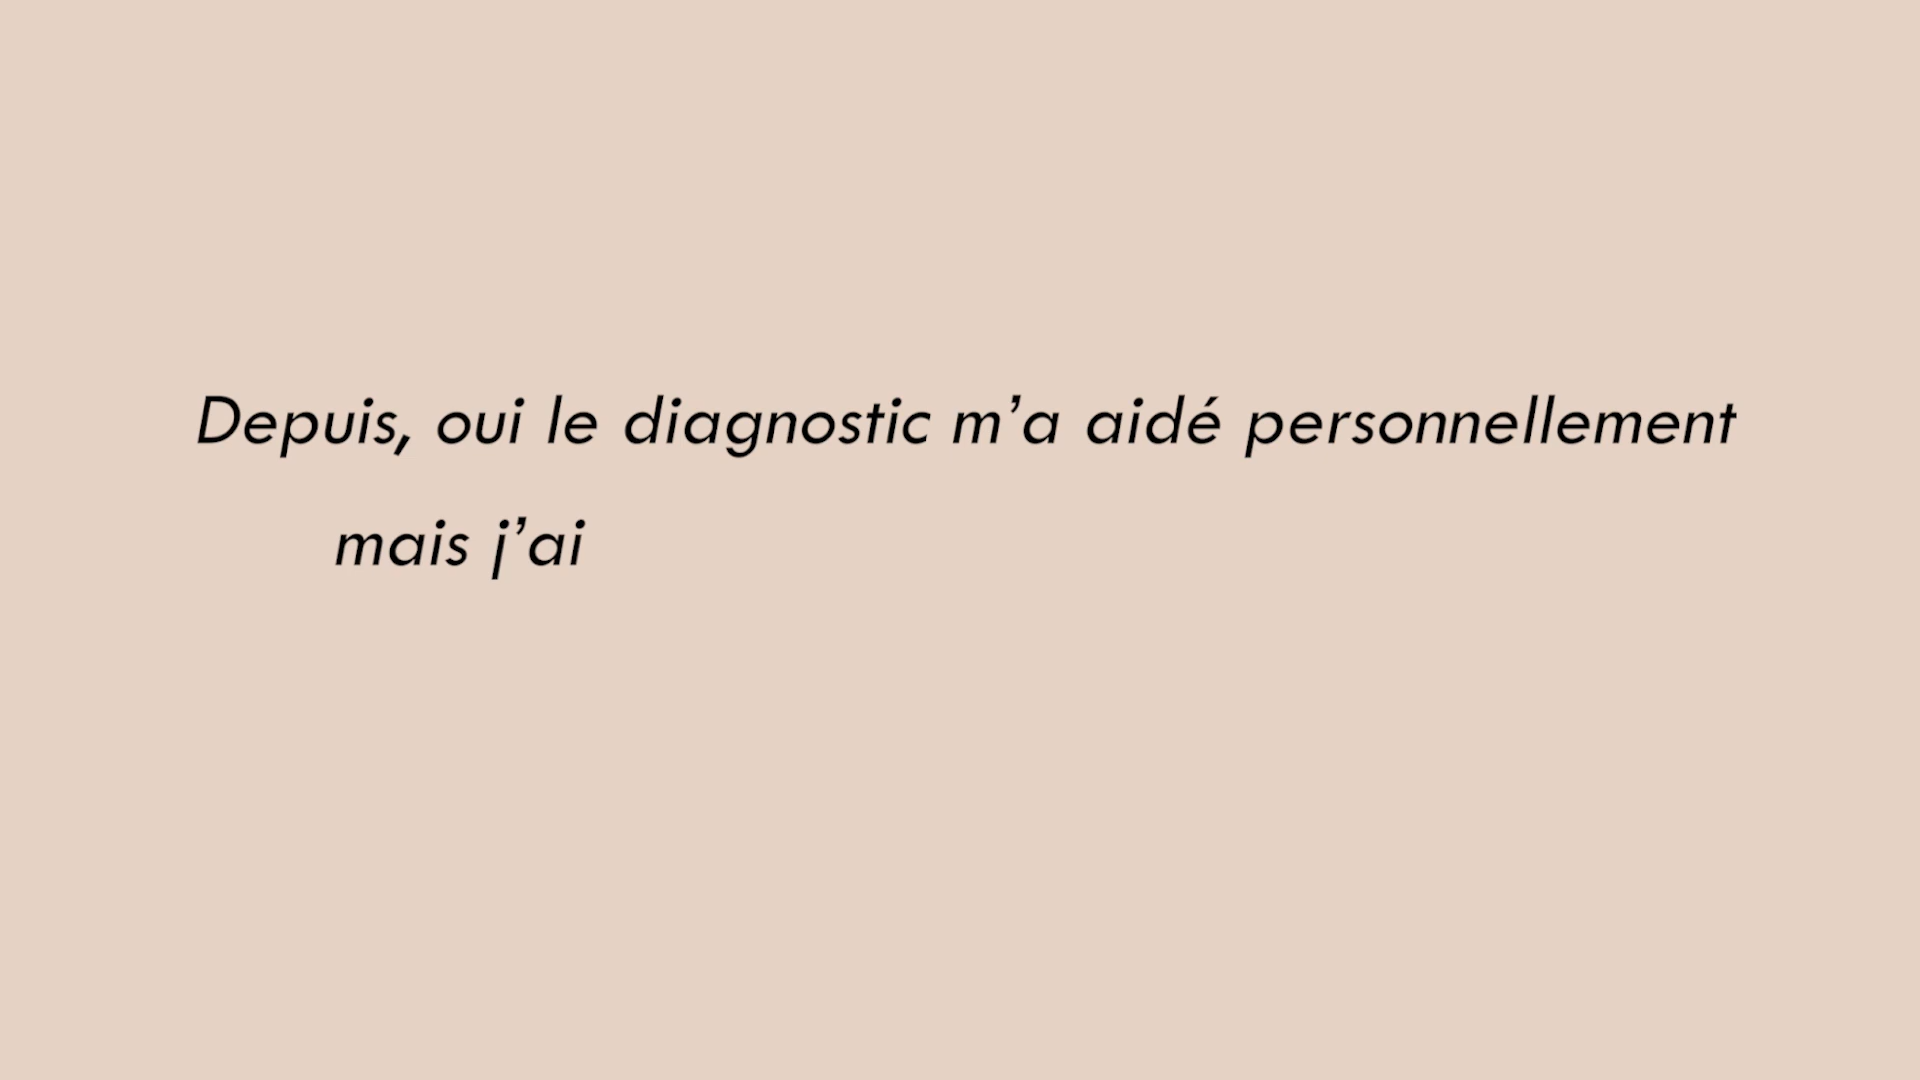 Depuis, oui le diagnostic m’a aidé personnellement
mais j’ai